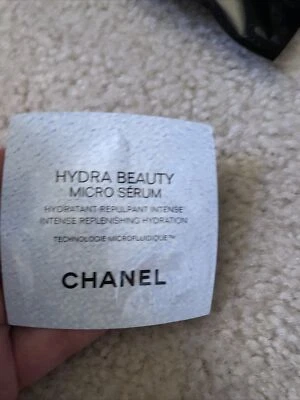 HYDRA BEAUTY
MICRO SÉRUM
HYDRATANT REPULPANT INTENSE
INTENSE REPLENISHING HYDRATION
TECHNOLOGIE MICROFLUIDIQUE™
CHANEL